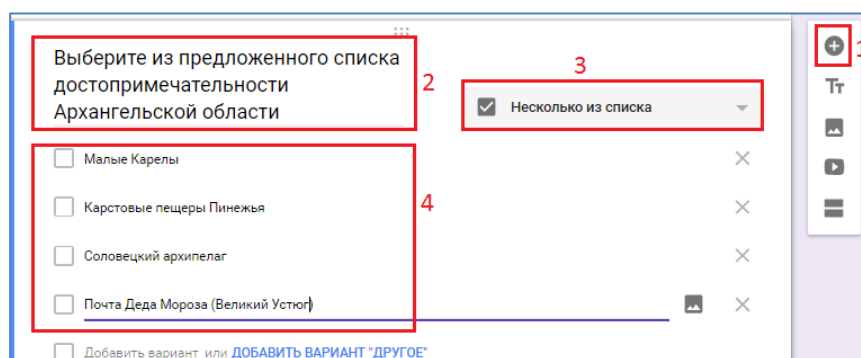 Выберите из предложенного списка
достопримечательности
Архангельской области
2
3
Несколько из списка
1
Тт
Малые Карелы
Карстовые пещеры Пинежья
4
Соловецкий архипелаг
Почта Деда Мороза (Великий Устюг)
Добавить вариант или ДОБАВИТЬ ВАРИАНТ "ДРУГОЕ"